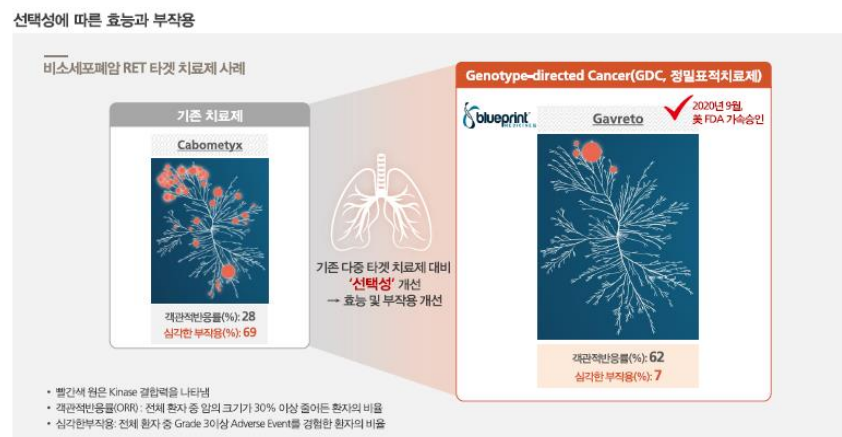 선택성에 따른 효능과 부작용
비소세포폐암 RET 타겟 치료제 사례
기존 치료제
Cabometyx
객관적반응률(%): 28
심각한 부작용(%): 69
기존 다중 타겟 치료제 대비
‘선택성’ 개선
→ 효능 및 부작용 개선
Genotype-directed Cancer(GDC, 정밀표적치료제)
blueprint
MEDICINES
Gavreto
2020년 9월,
美 FDA 가속승인
객관적반응률(%): 62
심각한 부작용(%): 7
• 빨간색 원은 Kinase 결합력을 나타냄
• 객관적반응률(ORR) : 전체 환자 중 암의 크기가 30% 이상 줄어든 환자의 비율
• 심각한부작용: 전체 환자 중 Grade 3이상 Adverse Event를 경험한 환자의 비율